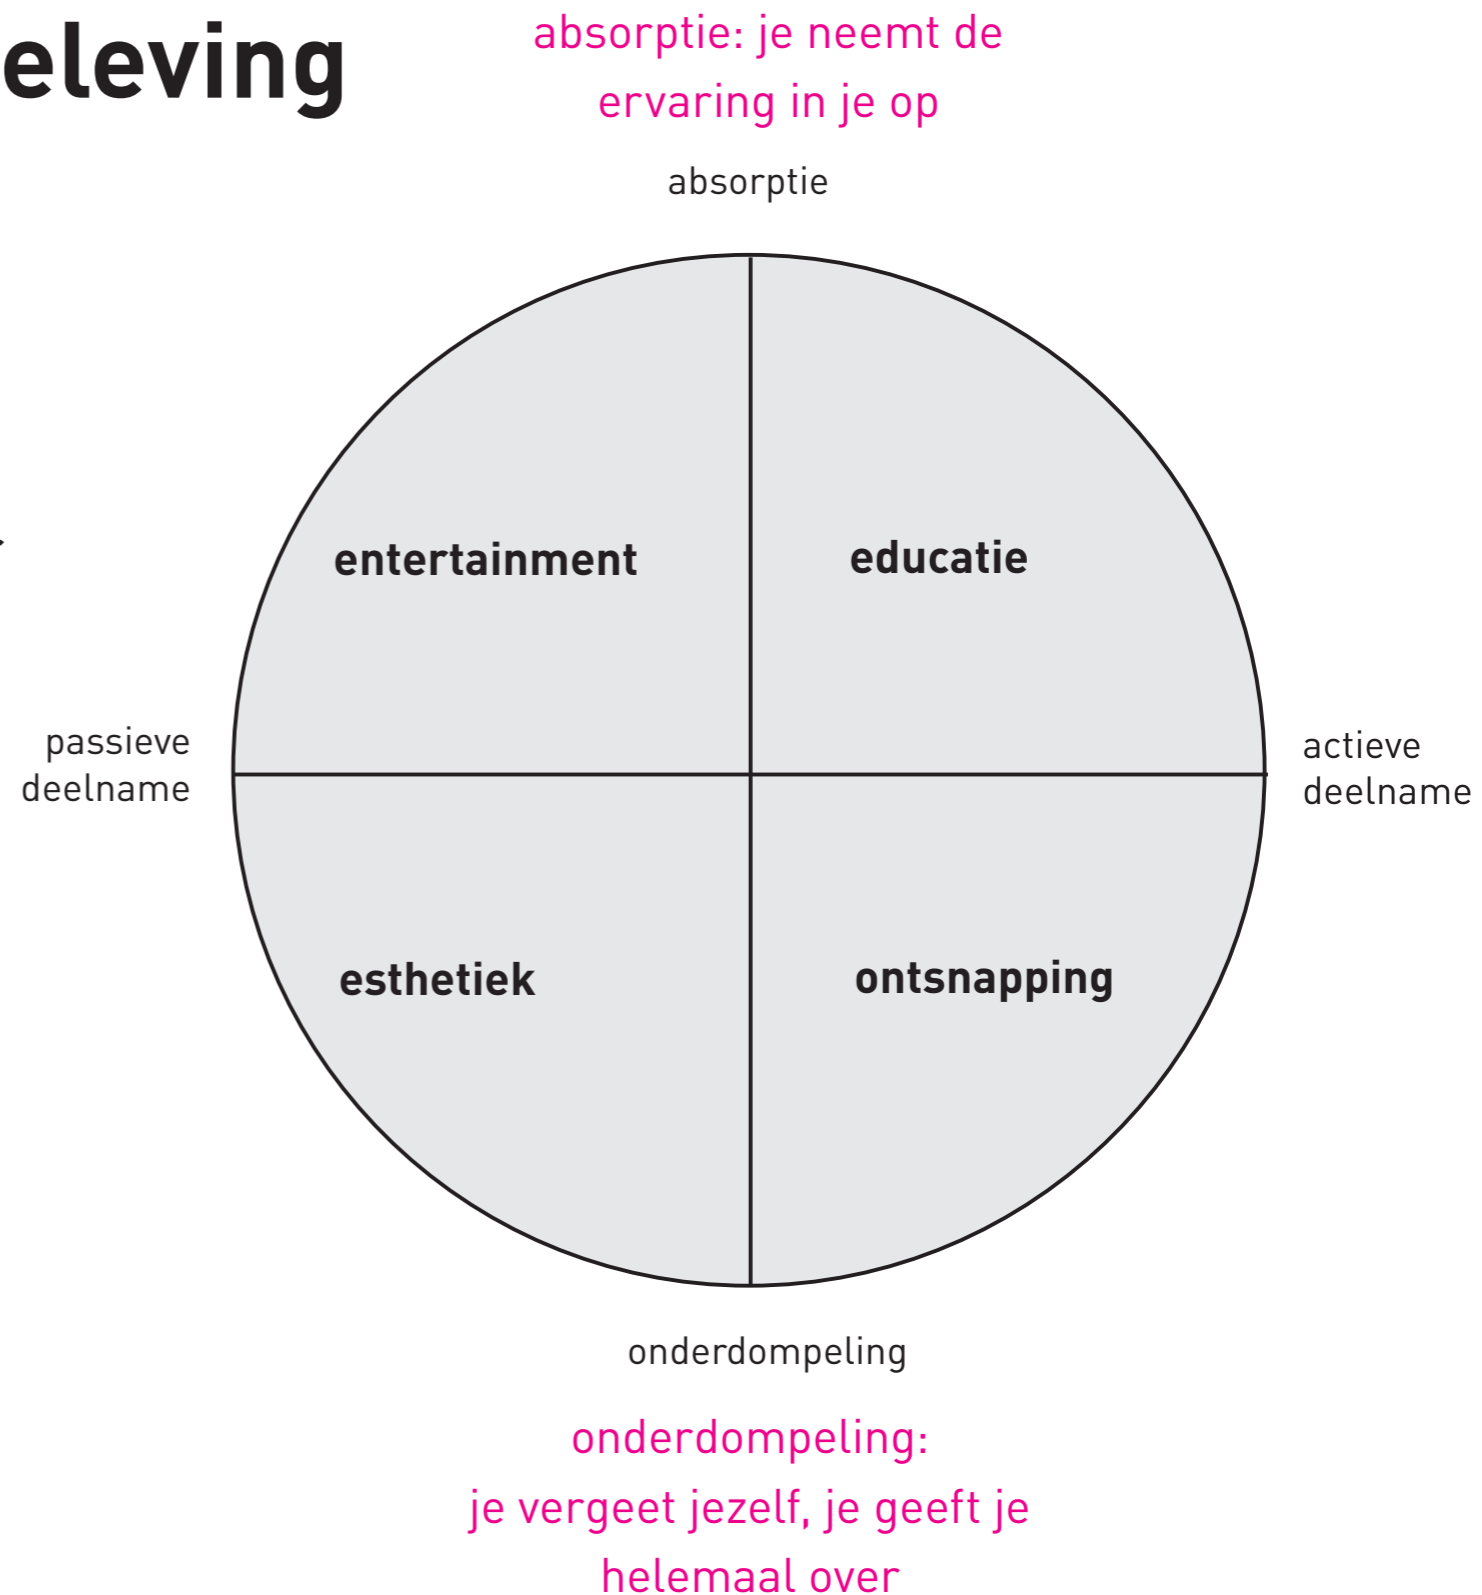 eleving
absorptie: je neemt de
ervaring in je op
absorptie
entertainment
educatie
passieve
deelname
actieve
deelname
esthetiek
ontsnapping
onderdompeling
onderdompeling:
je vergeet jezelf, je geeft je
helemaal over